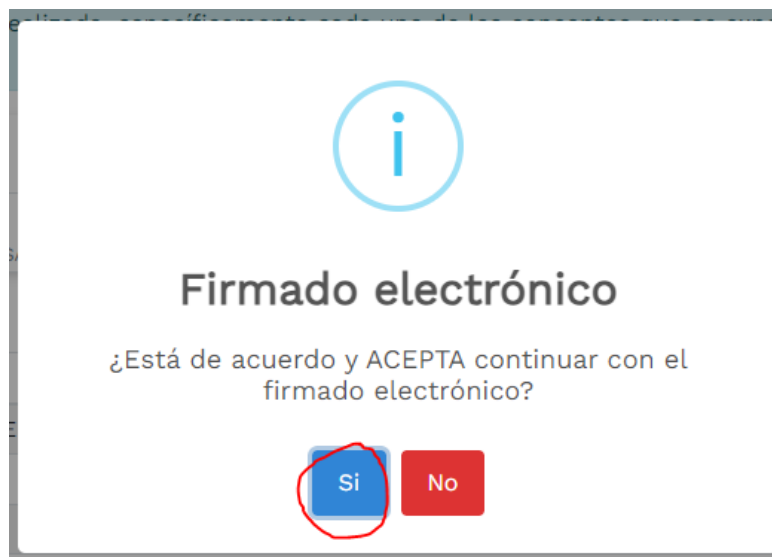 Firmado electrónico
¿Está de acuerdo y ACEPTA continuar con el
firmado electrónico?
Si No